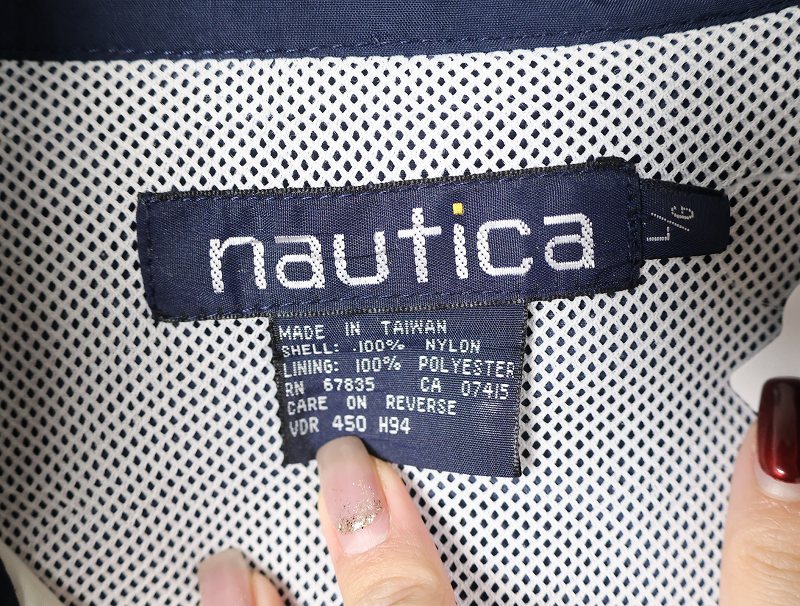 nautica
L/G
MADE IN TAIWAN
SHELL: 100% NYLON
LINING: 100% POLYESTER
RN 67835 CA 07415
CARE ON REVERSE
VDR 450 H94